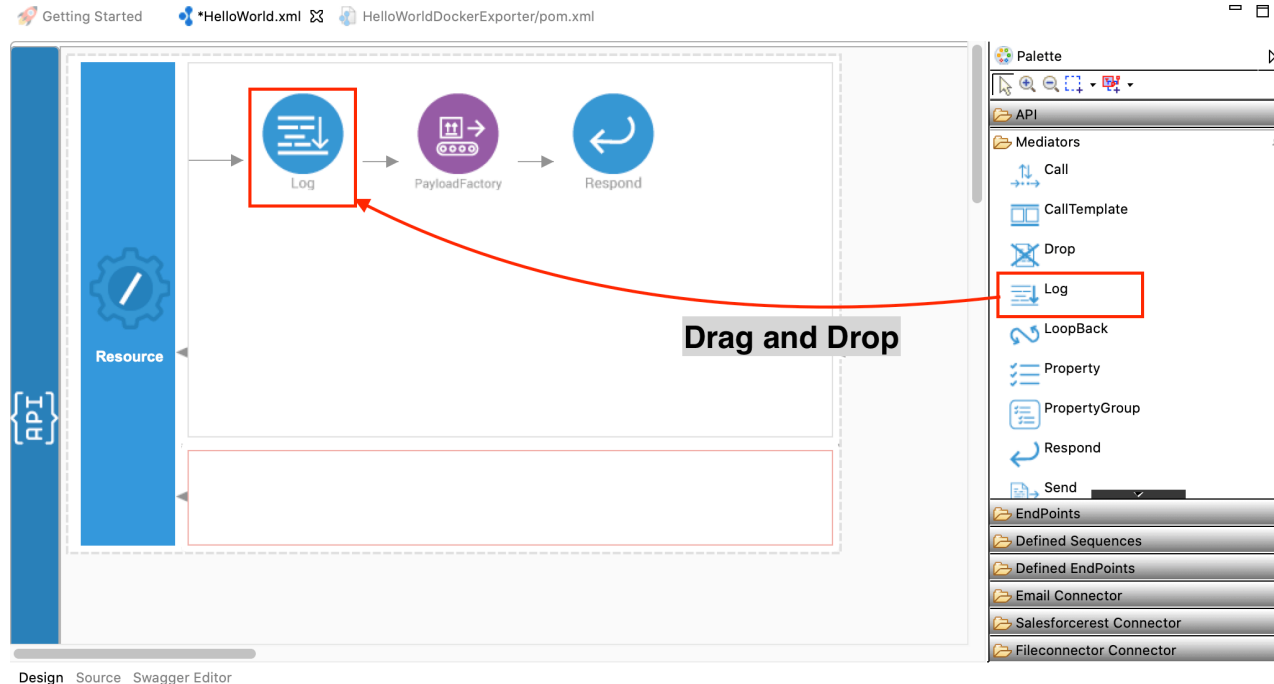 Getting Started
*HelloWorld.xml
HelloWorldDockerExporter/pom.xml
Palette
API
Mediators
Call
CallTemplate
Drop
Log
LoopBack
Property
PropertyGroup
Respond
Send
EndPoints
Defined Sequences
Defined EndPoints
Email Connector
Salesforcerest Connector
Fileconnector Connector
Log
PayloadFactory
Respond
Drag and Drop
Resource
{API}
Design Source Swagger Editor